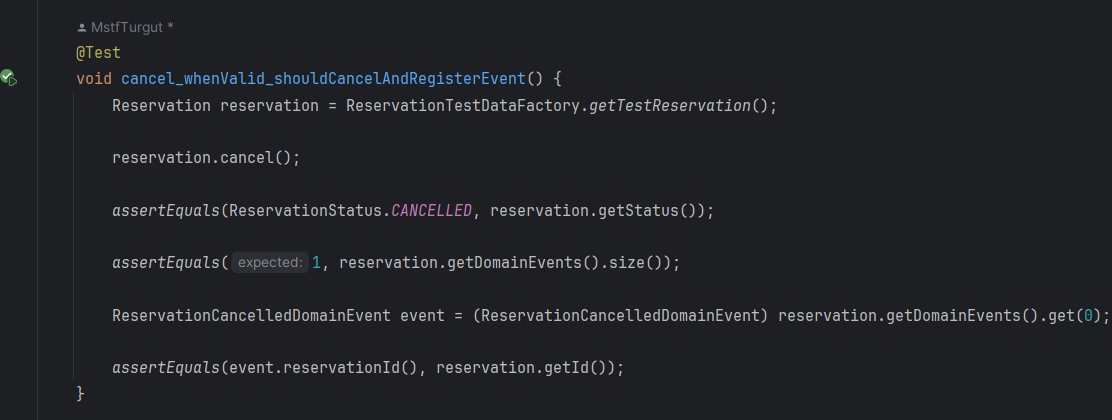 MstfTurgut *
@Test
void cancel_whenValid_shouldCancelAndRegisterEvent() {
Reservation reservation = ReservationTestDataFactory.getTestReservation();
reservation.cancel();
assertEquals(ReservationStatus.CANCELLED, reservation.getStatus());
assertEquals( expected: 1, reservation.getDomainEvents().size());
ReservationCancelledDomainEvent event = (ReservationCancelledDomainEvent) reservation.getDomainEvents().get(0);
assertEquals(event.reservationId(), reservation.getId());
}